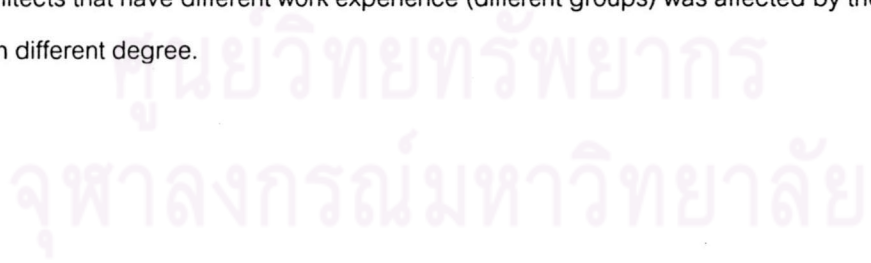 hitects that have different work experience (different groups) was affected by the
n different degree.
ศูนย์วิทยทรัพยากร
จุฬาลงกรณ์มหาวิทยาลัย